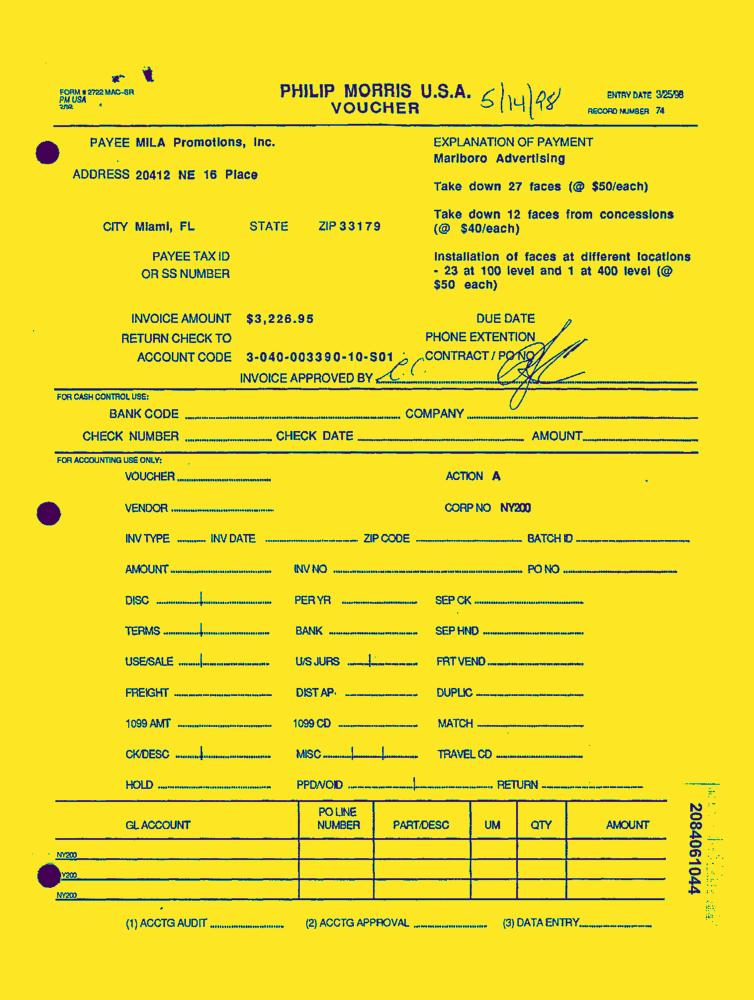 FORM # 2722 MAC-SR
PM USA
PHILIP MORRIS U.S.A.
VOUCHER
5/14/98
ENTRY DATE 3/25/98
RECORD NUMBER 74
PAYEE MILA Promotions, Inc.
EXPLANATION OF PAYMENT
Marlboro Advertising
ADDRESS 20412 NE 16 Place
Take down 27 faces (@ $50/each)
Take down 12 faces from concessions
(@ $40/each)
CITY Miami, FL STATE ZIP 33179
PAYEE TAX ID
OR SS NUMBER
Installation of faces at different locations
- 23 at 100 level and 1 at 400 level (@
$50 each)
INVOICE AMOUNT $3,226.95 DUE DATE
RETURN CHECK TO PHONE EXTENTION
ACCOUNT CODE 3-040-003390-10-S01 CONTRACT / PO NO
INVOICE APPROVED BY
FOR CASH CONTROL USE:
BANK CODE COMPANY
CHECK NUMBER CHECK DATE AMOUNT
FOR ACCOUNTING USE ONLY:
VOUCHER ACTION A
VENDOR CORP NO NY200
INV TYPE INV DATE ZIP CODE BATCH ID
AMOUNT INV NO PO NO
DISC PER YR SEP CK
TERMS BANK SEP HND
USE/SALE U/S JURS FRT VEND
FREIGHT DIST AP DUPLIC
1099 AMT 1099 CD MATCH
CK/DESC MISC TRAVEL CD
HOLD PPD/VOID RETURN
GL ACCOUNT PO LINE NUMBER PART/DESC UM QTY AMOUNT
NY200
Y200
NY200
(1) ACCTG AUDIT (2) ACCTG APPROVAL (3) DATA ENTRY
2084061044